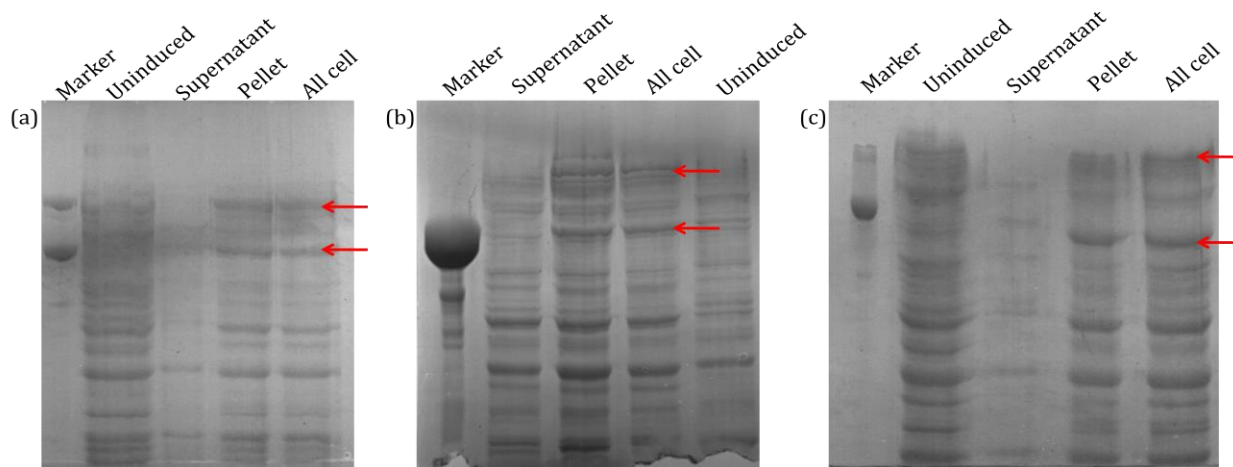 (a)
Marker
Uninduced
Supernatant
Pellet
All cell
(b)
Marker
Supernatant
Pellet
All cell
Uninduced
(c)
Marker
Uninduced
Supernatant
Pellet
All cell